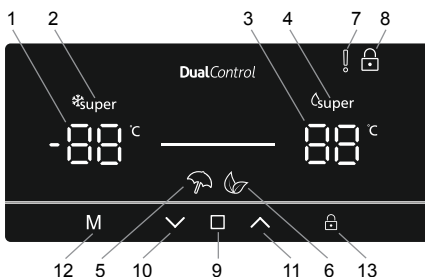 1 2 3 4 7 8
DualControl
super super
-88 °C 88 °C
M
12 5 10 9 11 6 13